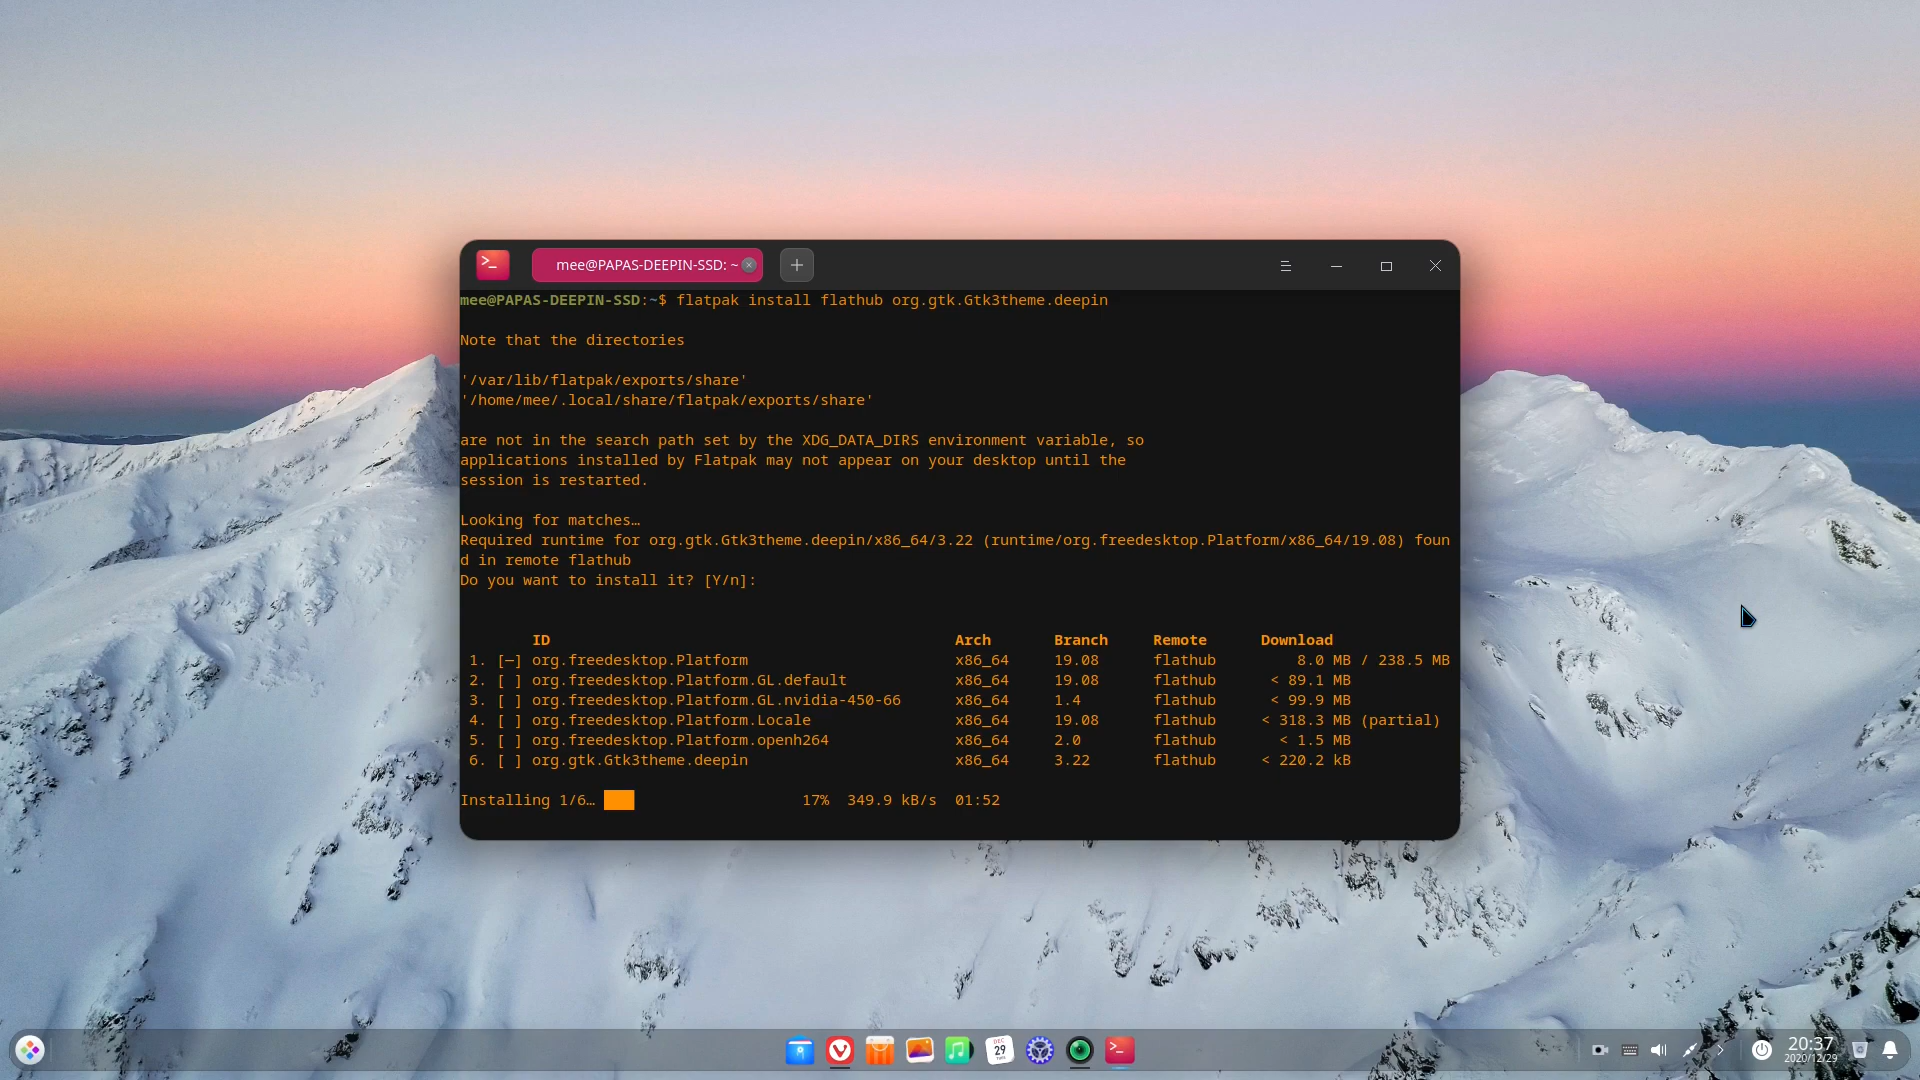 mee@PAPAS-DEEPIN-SSD: ~
mee@PAPAS-DEEPIN-SSD:~$ flatpak install flathub org.gtk.Gtk3theme.deepin
Note that the directories
'/var/lib/flatpak/exports/share'
'/home/mee/.local/share/flatpak/exports/share'
are not in the search path set by the XDG_DATA_DIRS environment variable, so
applications installed by Flatpak may not appear on your desktop until the
session is restarted.
Looking for matches…
Required runtime for org.gtk.Gtk3theme.deepin/x86_64/3.22 (runtime/org.freedesktop.Platform/x86_64/19.08) foun
d in remote flathub
Do you want to install it? [Y/n]:
ID Arch Branch Remote Download
1. [—] org.freedesktop.Platform x86_64 19.08 flathub 8.0 MB / 238.5 MB
2. [ ] org.freedesktop.Platform.GL.default x86_64 19.08 flathub < 89.1 MB
3. [ ] org.freedesktop.Platform.GL.nvidia-450-66 x86_64 1.4 flathub < 99.9 MB
4. [ ] org.freedesktop.Platform.Locale x86_64 19.08 flathub < 318.3 MB (partial)
5. [ ] org.freedesktop.Platform.openh264 x86_64 2.0 flathub < 1.5 MB
6. [ ] org.gtk.Gtk3theme.deepin x86_64 3.22 flathub < 220.2 kB
Installing 1/6… 17% 349.9 kB/s 01:52
DEC
29
20:37
2020/12/29